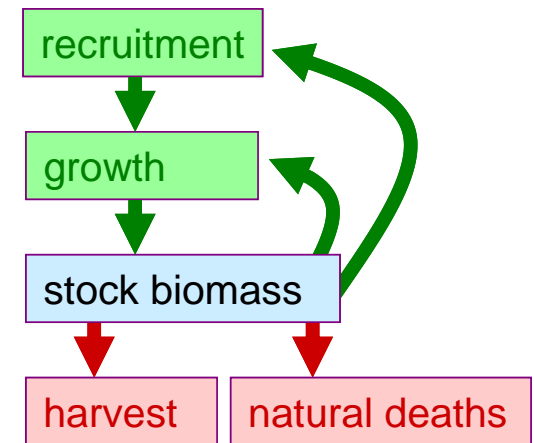 recruitment
growth
stock biomass
harvest
natural deaths